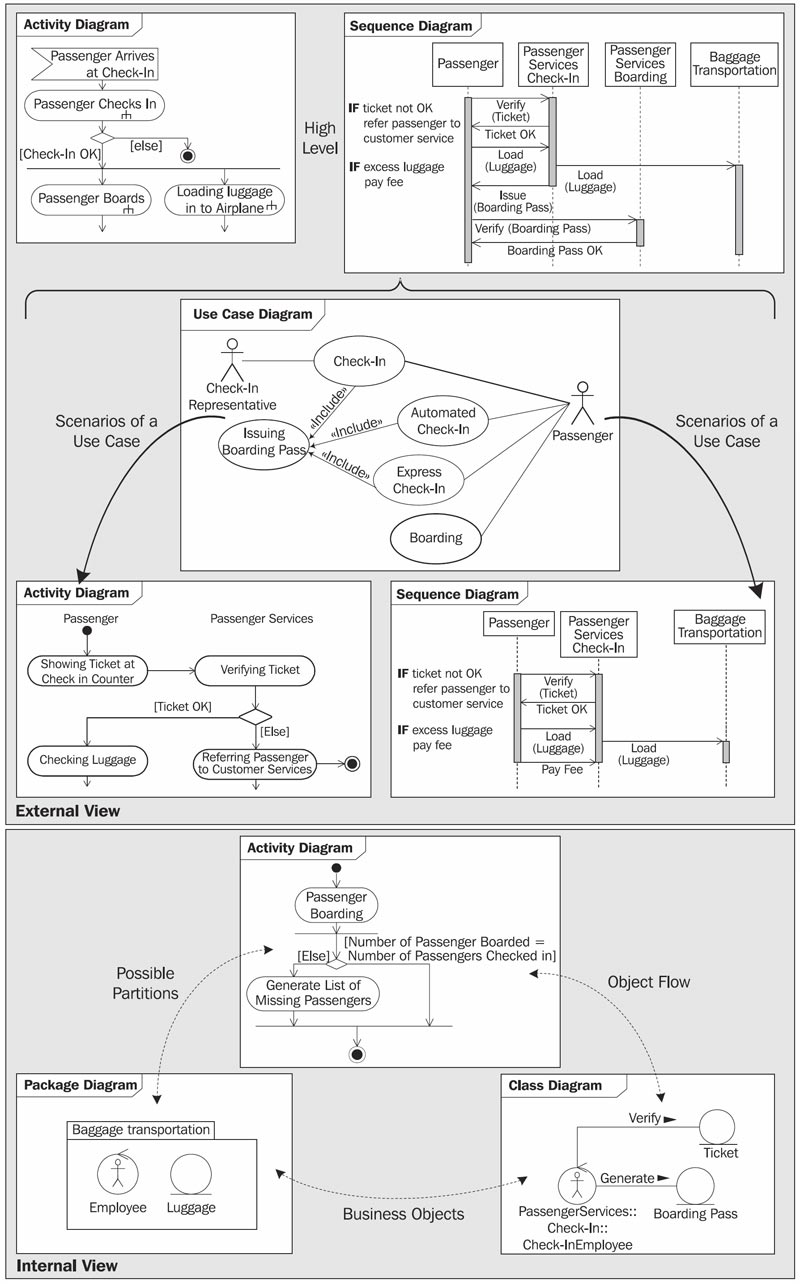 Activity Diagram
Passenger Arrives
at Check-In
Passenger Checks In
[Check-In OK]
[else]
Passenger Boards
Loading luggage
in to Airplane
High
Level
Sequence Diagram
Passenger
Passenger
Services
Check-In
Passenger
Services
Boarding
Baggage
Transportation
IF ticket not OK
refer passenger to
customer service
IF excess luggage
pay fee
Verify
(Ticket)
Ticket OK
Load
(Luggage)
Load
(Luggage)
Issue
(Boarding Pass)
Verify (Boarding Pass)
Boarding Pass OK
Use Case Diagram
Check-In
Representative
Check-In
«Include»
Issuing
Boarding Pass
«Include»
Automated
Check-In
«Include»
Express
Check-In
Boarding
Passenger
Scenarios of a
Use Case
Scenarios of a
Use Case
Activity Diagram
Passenger
Passenger Services
Showing Ticket at
Check in Counter
Verifying Ticket
[Ticket OK]
[Else]
Checking Luggage
Referring Passenger
to Customer Services
Sequence Diagram
Passenger
Passenger
Services
Check-In
Baggage
Transportation
IF ticket not OK
refer passenger to
customer service
IF excess luggage
pay fee
Verify
(Ticket)
Ticket OK
Load
(Luggage)
Load
(Luggage)
Pay Fee
External View
Activity Diagram
Passenger
Boarding
[Number of Passenger Boarded =
Number of Passengers Checked in]
[Else]
Generate List of
Missing Passengers
Possible
Partitions
Object Flow
Package Diagram
Baggage transportation
Employee
Luggage
Business Objects
Class Diagram
Verify
Ticket
Generate
Boarding Pass
PassengerServices::
Check-In::
Check-InEmployee
Internal View